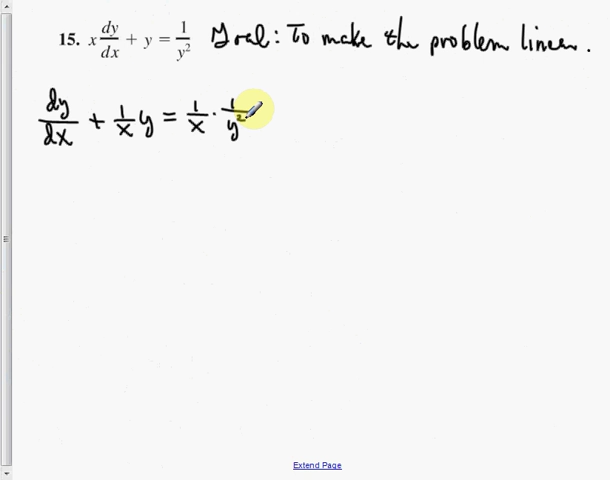 15. x dy/dx + y = 1/y² Goal: To make the problem linear.
dy/dx + 1/x y = 1/x · 1/y²
Extend Page